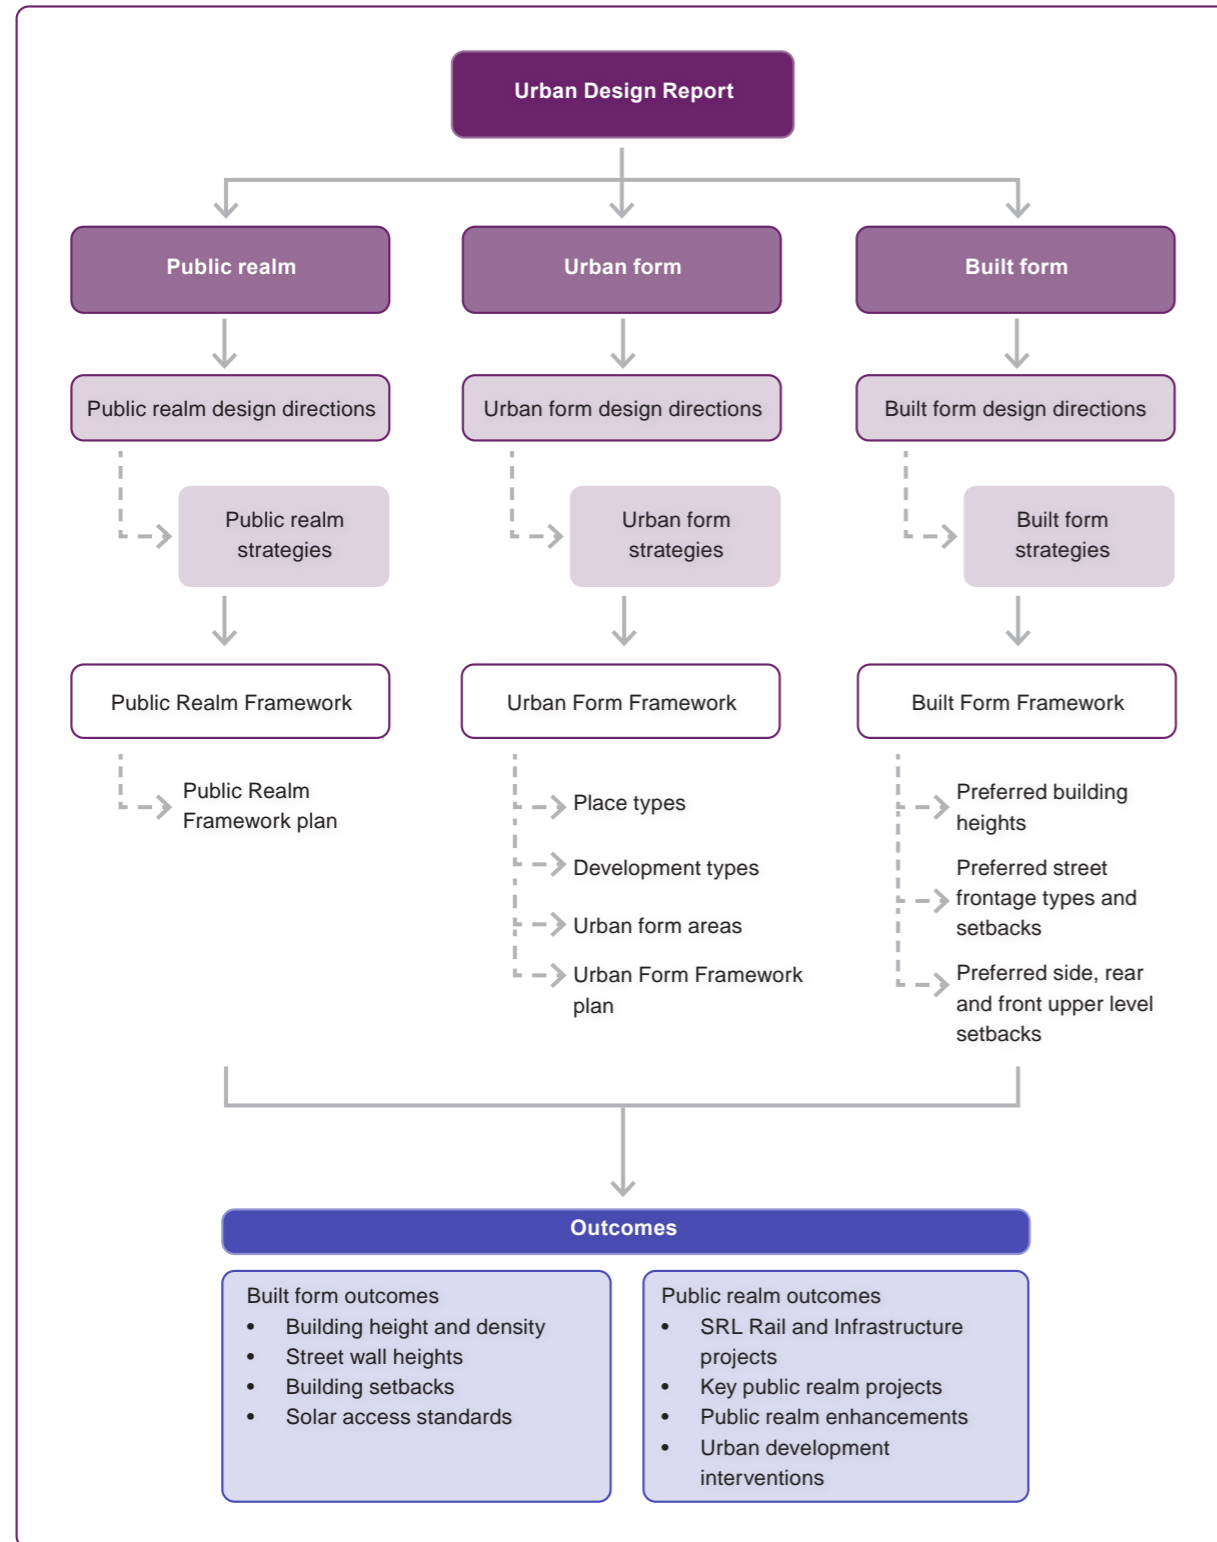 Urban Design Report
Public realm
Urban form
Built form
Public realm design directions
Urban form design directions
Built form design directions
Public realm
strategies
Urban form
strategies
Built form
strategies
Public Realm Framework
Urban Form Framework
Built Form Framework
Public Realm
Framework plan
Place types
Development types
Urban form areas
Urban Form Framework
plan
Preferred building
heights
Preferred street
frontage types and
setbacks
Preferred side, rear
and front upper level
setbacks
Outcomes
Built form outcomes
• Building height and density
• Street wall heights
• Building setbacks
• Solar access standards
Public realm outcomes
• SRL Rail and Infrastructure
projects
• Key public realm projects
• Public realm enhancements
• Urban development
interventions